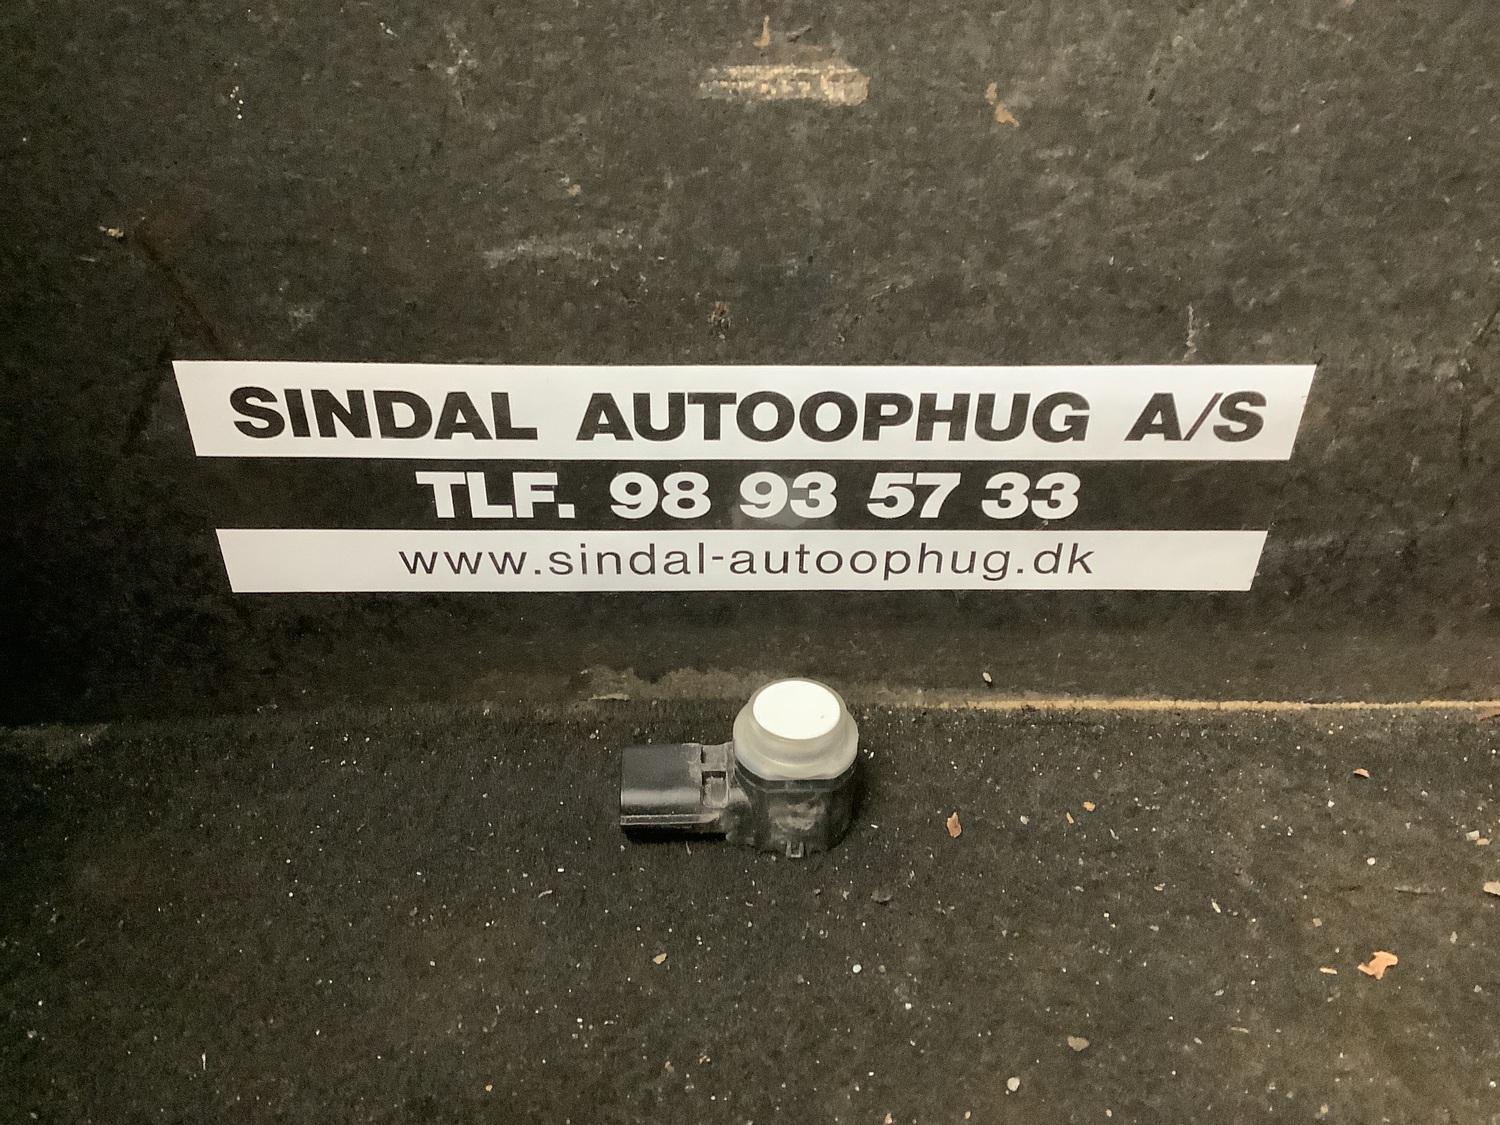 SINDAL AUTOOPHUG A/S
TLF. 98 93 57 33
www.sindal-autoophug.dk